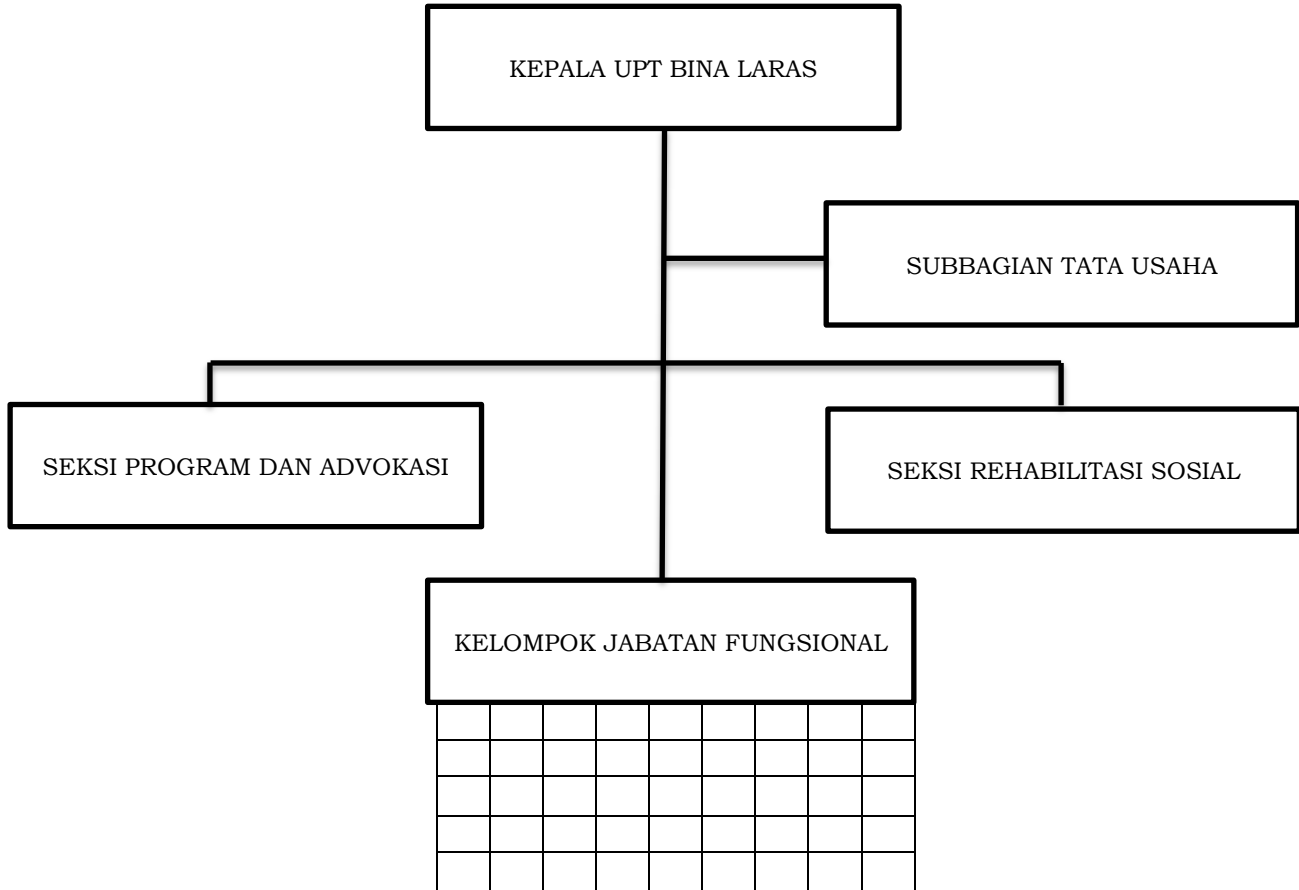 KEPALA UPT BINA LARAS
SUBBAGIAN TATA USAHA
SEKSI PROGRAM DAN ADVOKASI
SEKSI REHABILITASI SOSIAL
KELOMPOK JABATAN FUNGSIONAL